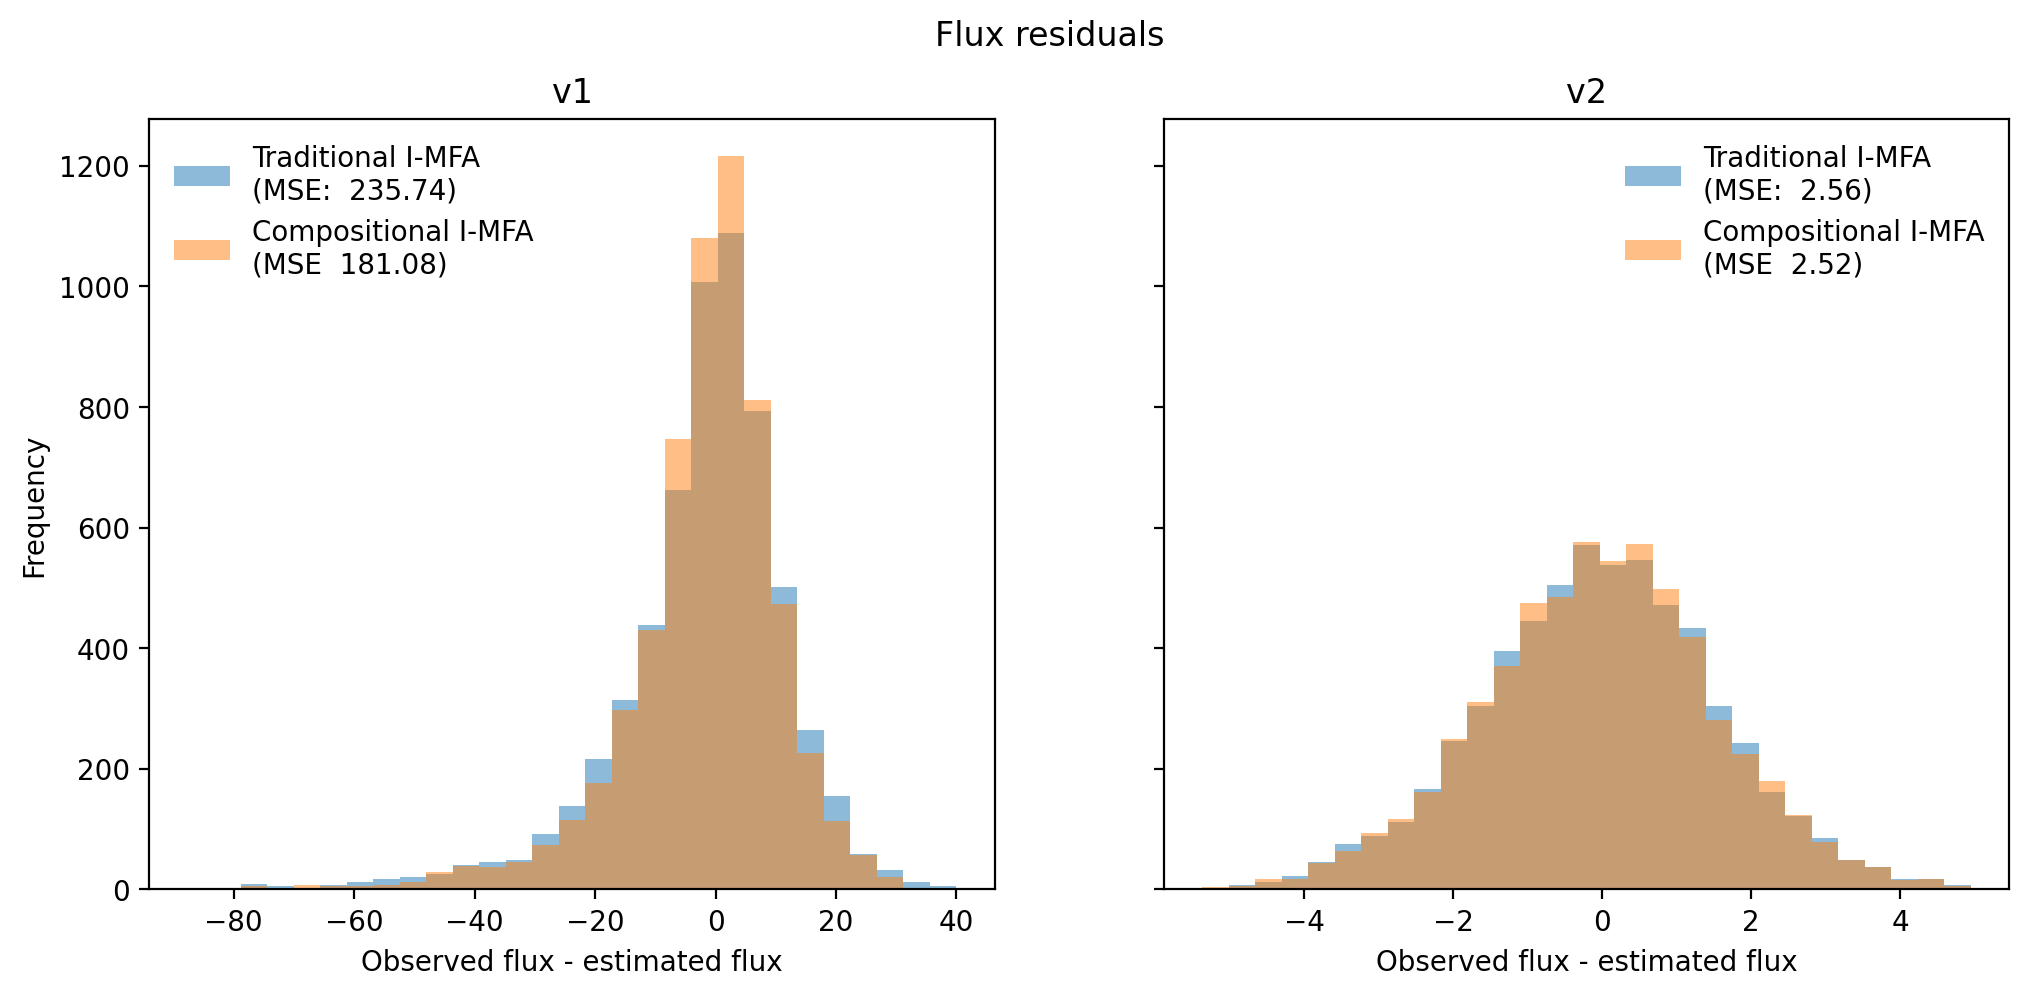 Flux residuals
v1
Traditional I-MFA
(MSE:  235.74)
Compositional I-MFA
(MSE  181.08)
1200
1000
800
600
400
200
0
Frequency
−80
−60
−40
−20
0
20
40
Observed flux - estimated flux
v2
Traditional I-MFA
(MSE:  2.56)
Compositional I-MFA
(MSE  2.52)
−4
−2
0
2
4
Observed flux - estimated flux